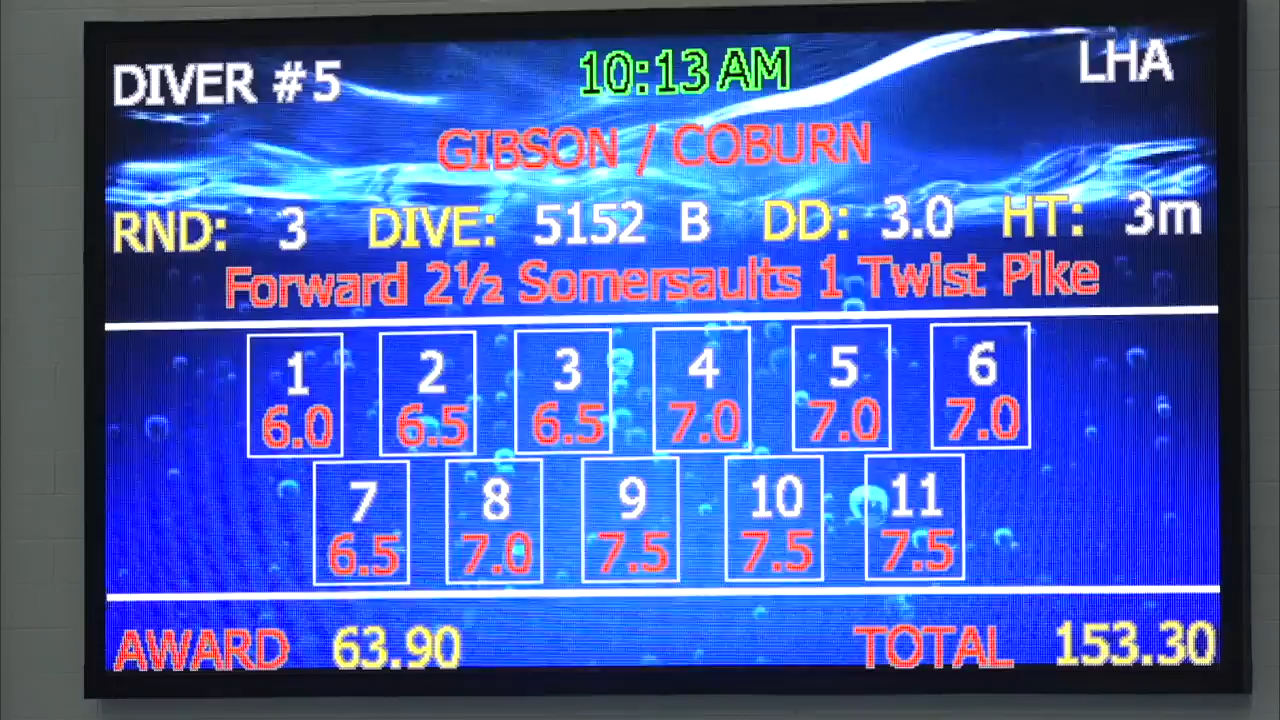 DIVER #5 10:13 AM LHA
GIBSON / COBURN
RND: 3 DIVE: 5152 B DD: 3.0 HT: 3m
Forward 2½ Somersaults 1 Twist Pike
1 2 3 4 5 6
6.0 6.5 6.5 7.0 7.0 7.0
7 8 9 10 11
6.5 7.0 7.5 7.5 7.5
AWARD 63.90 TOTAL 153.30